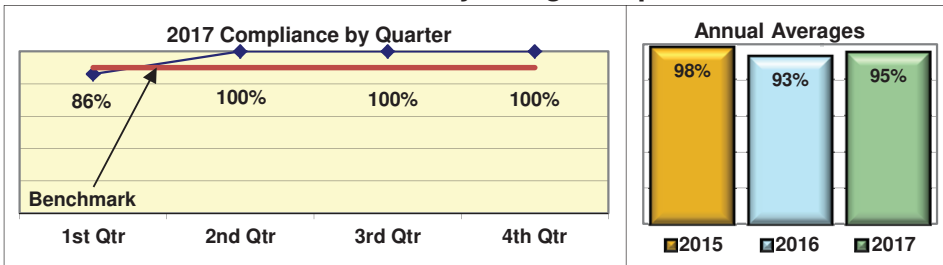 2017 Compliance by Quarter
86%
100%
100%
100%
Benchmark
1st Qtr
2nd Qtr
3rd Qtr
4th Qtr
Annual Averages
98%
93%
95%
2015
2016
2017